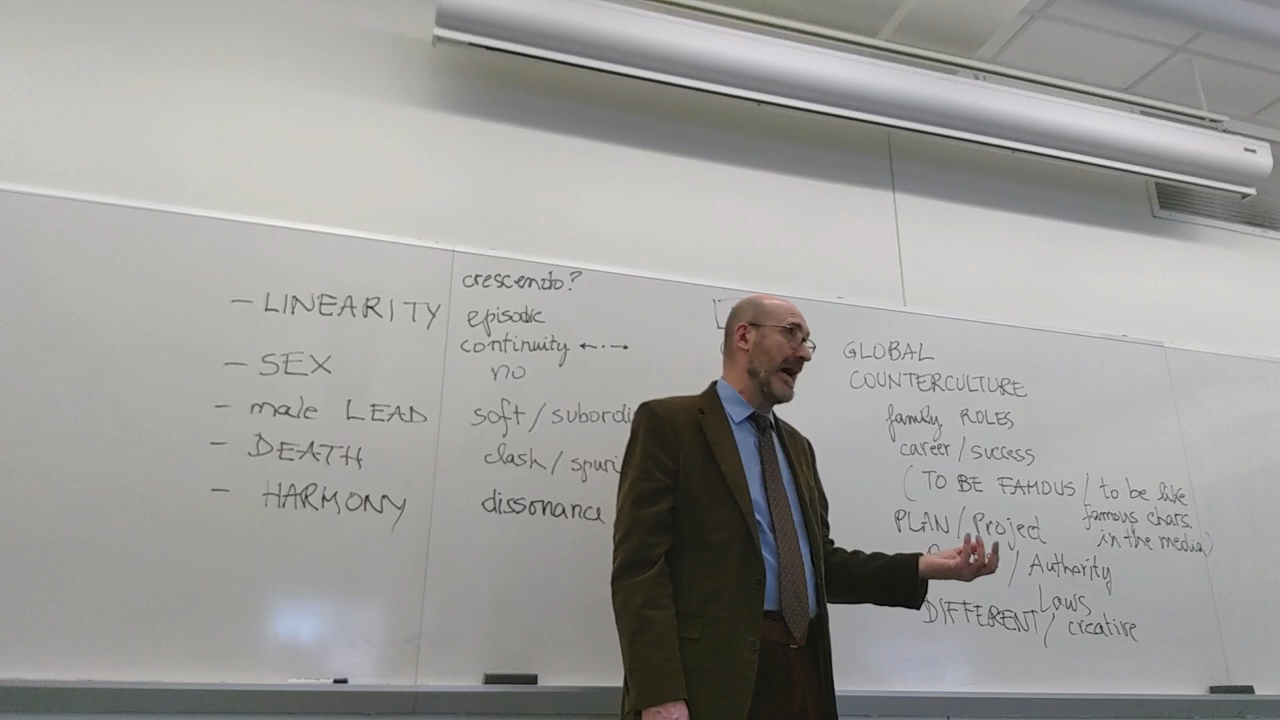 crescendo?
- LINEARITY episodic
continuity ←·→
- SEX no
- male LEAD soft / subordi
- DEATH clash / spuri
- HARMONY dissonance
GLOBAL
COUNTERCULTURE
family ROLES
career / success
( TO BE FAMOUS / to be like
famous chars.
in the media)
PLAN / Project
/ Authority
Laws
DIFFERENT / creative